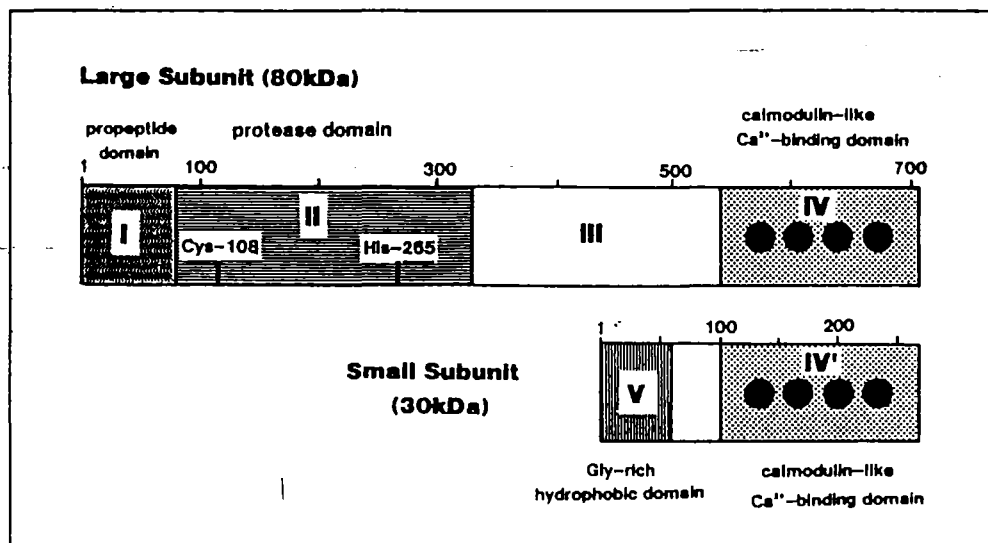 Large Subunit (80kDa)
propeptide
domain
protease domain
calmodulin-like
Ca²⁺-binding domain
1 100 300 500 700
I II III IV
Cys-108 His-265
1 100 200
Small Subunit
(30kDa)
V IV'
Gly-rich
hydrophobic domain
calmodulin-like
Ca²⁺-binding domain